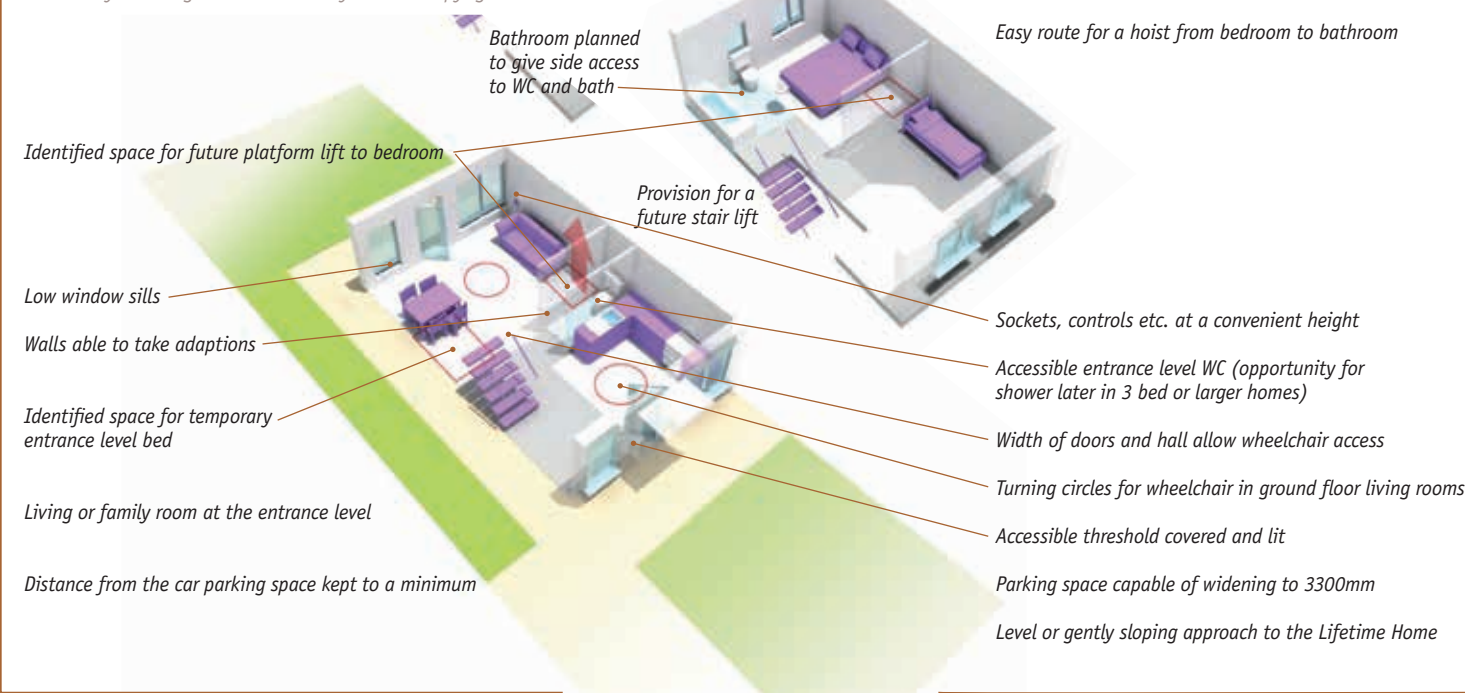 Bathroom planned
to give side access
to WC and bath
Easy route for a hoist from bedroom to bathroom
Identified space for future platform lift to bedroom
Provision for a
future stair lift
Low window sills
Walls able to take adaptions
Identified space for temporary
entrance level bed
Living or family room at the entrance level
Distance from the car parking space kept to a minimum
Sockets, controls etc. at a convenient height
Accessible entrance level WC (opportunity for
shower later in 3 bed or larger homes)
Width of doors and hall allow wheelchair access
Turning circles for wheelchair in ground floor living rooms
Accessible threshold covered and lit
Parking space capable of widening to 3300mm
Level or gently sloping approach to the Lifetime Home